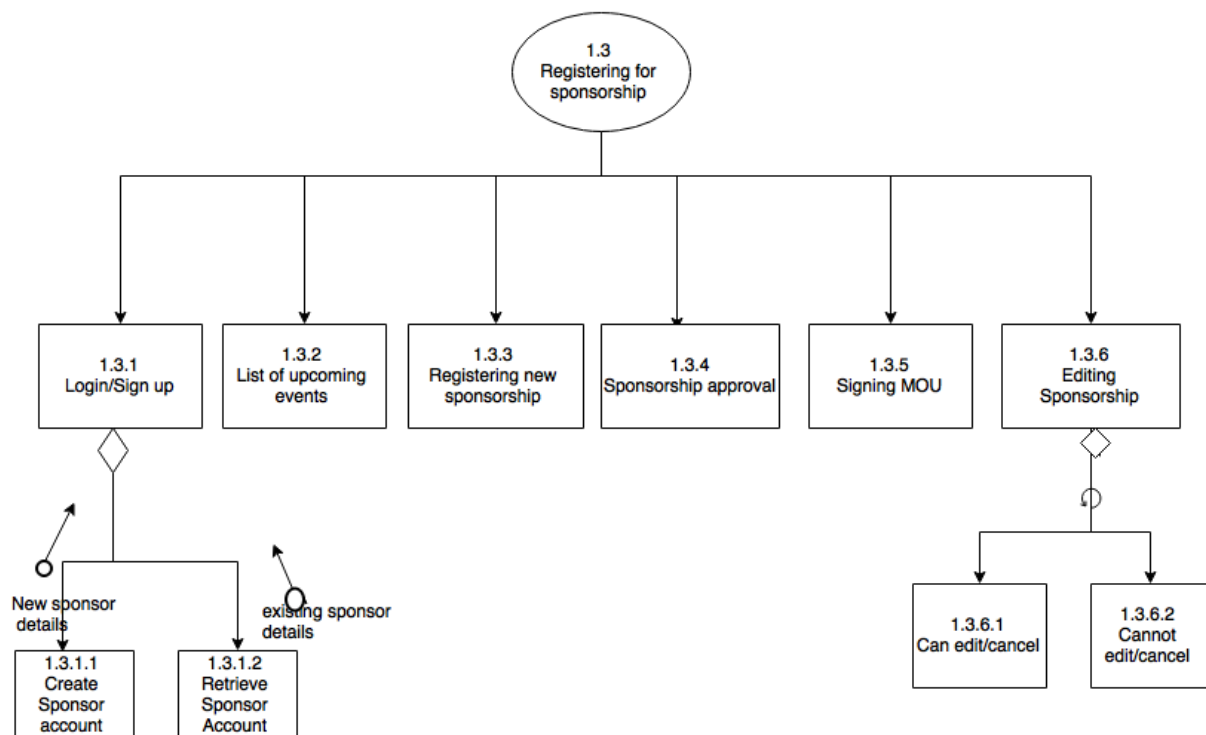 1.3
Registering for
sponsorship
1.3.1
Login/Sign up
1.3.2
List of upcoming
events
1.3.3
Registering new
sponsorship
1.3.4
Sponsorship approval
1.3.5
Signing MOU
1.3.6
Editing
Sponsorship
New sponsor
details
existing sponsor
details
1.3.1.1
Create
Sponsor
account
1.3.1.2
Retrieve
Sponsor
Account
1.3.6.1
Can edit/cancel
1.3.6.2
Cannot
edit/cancel